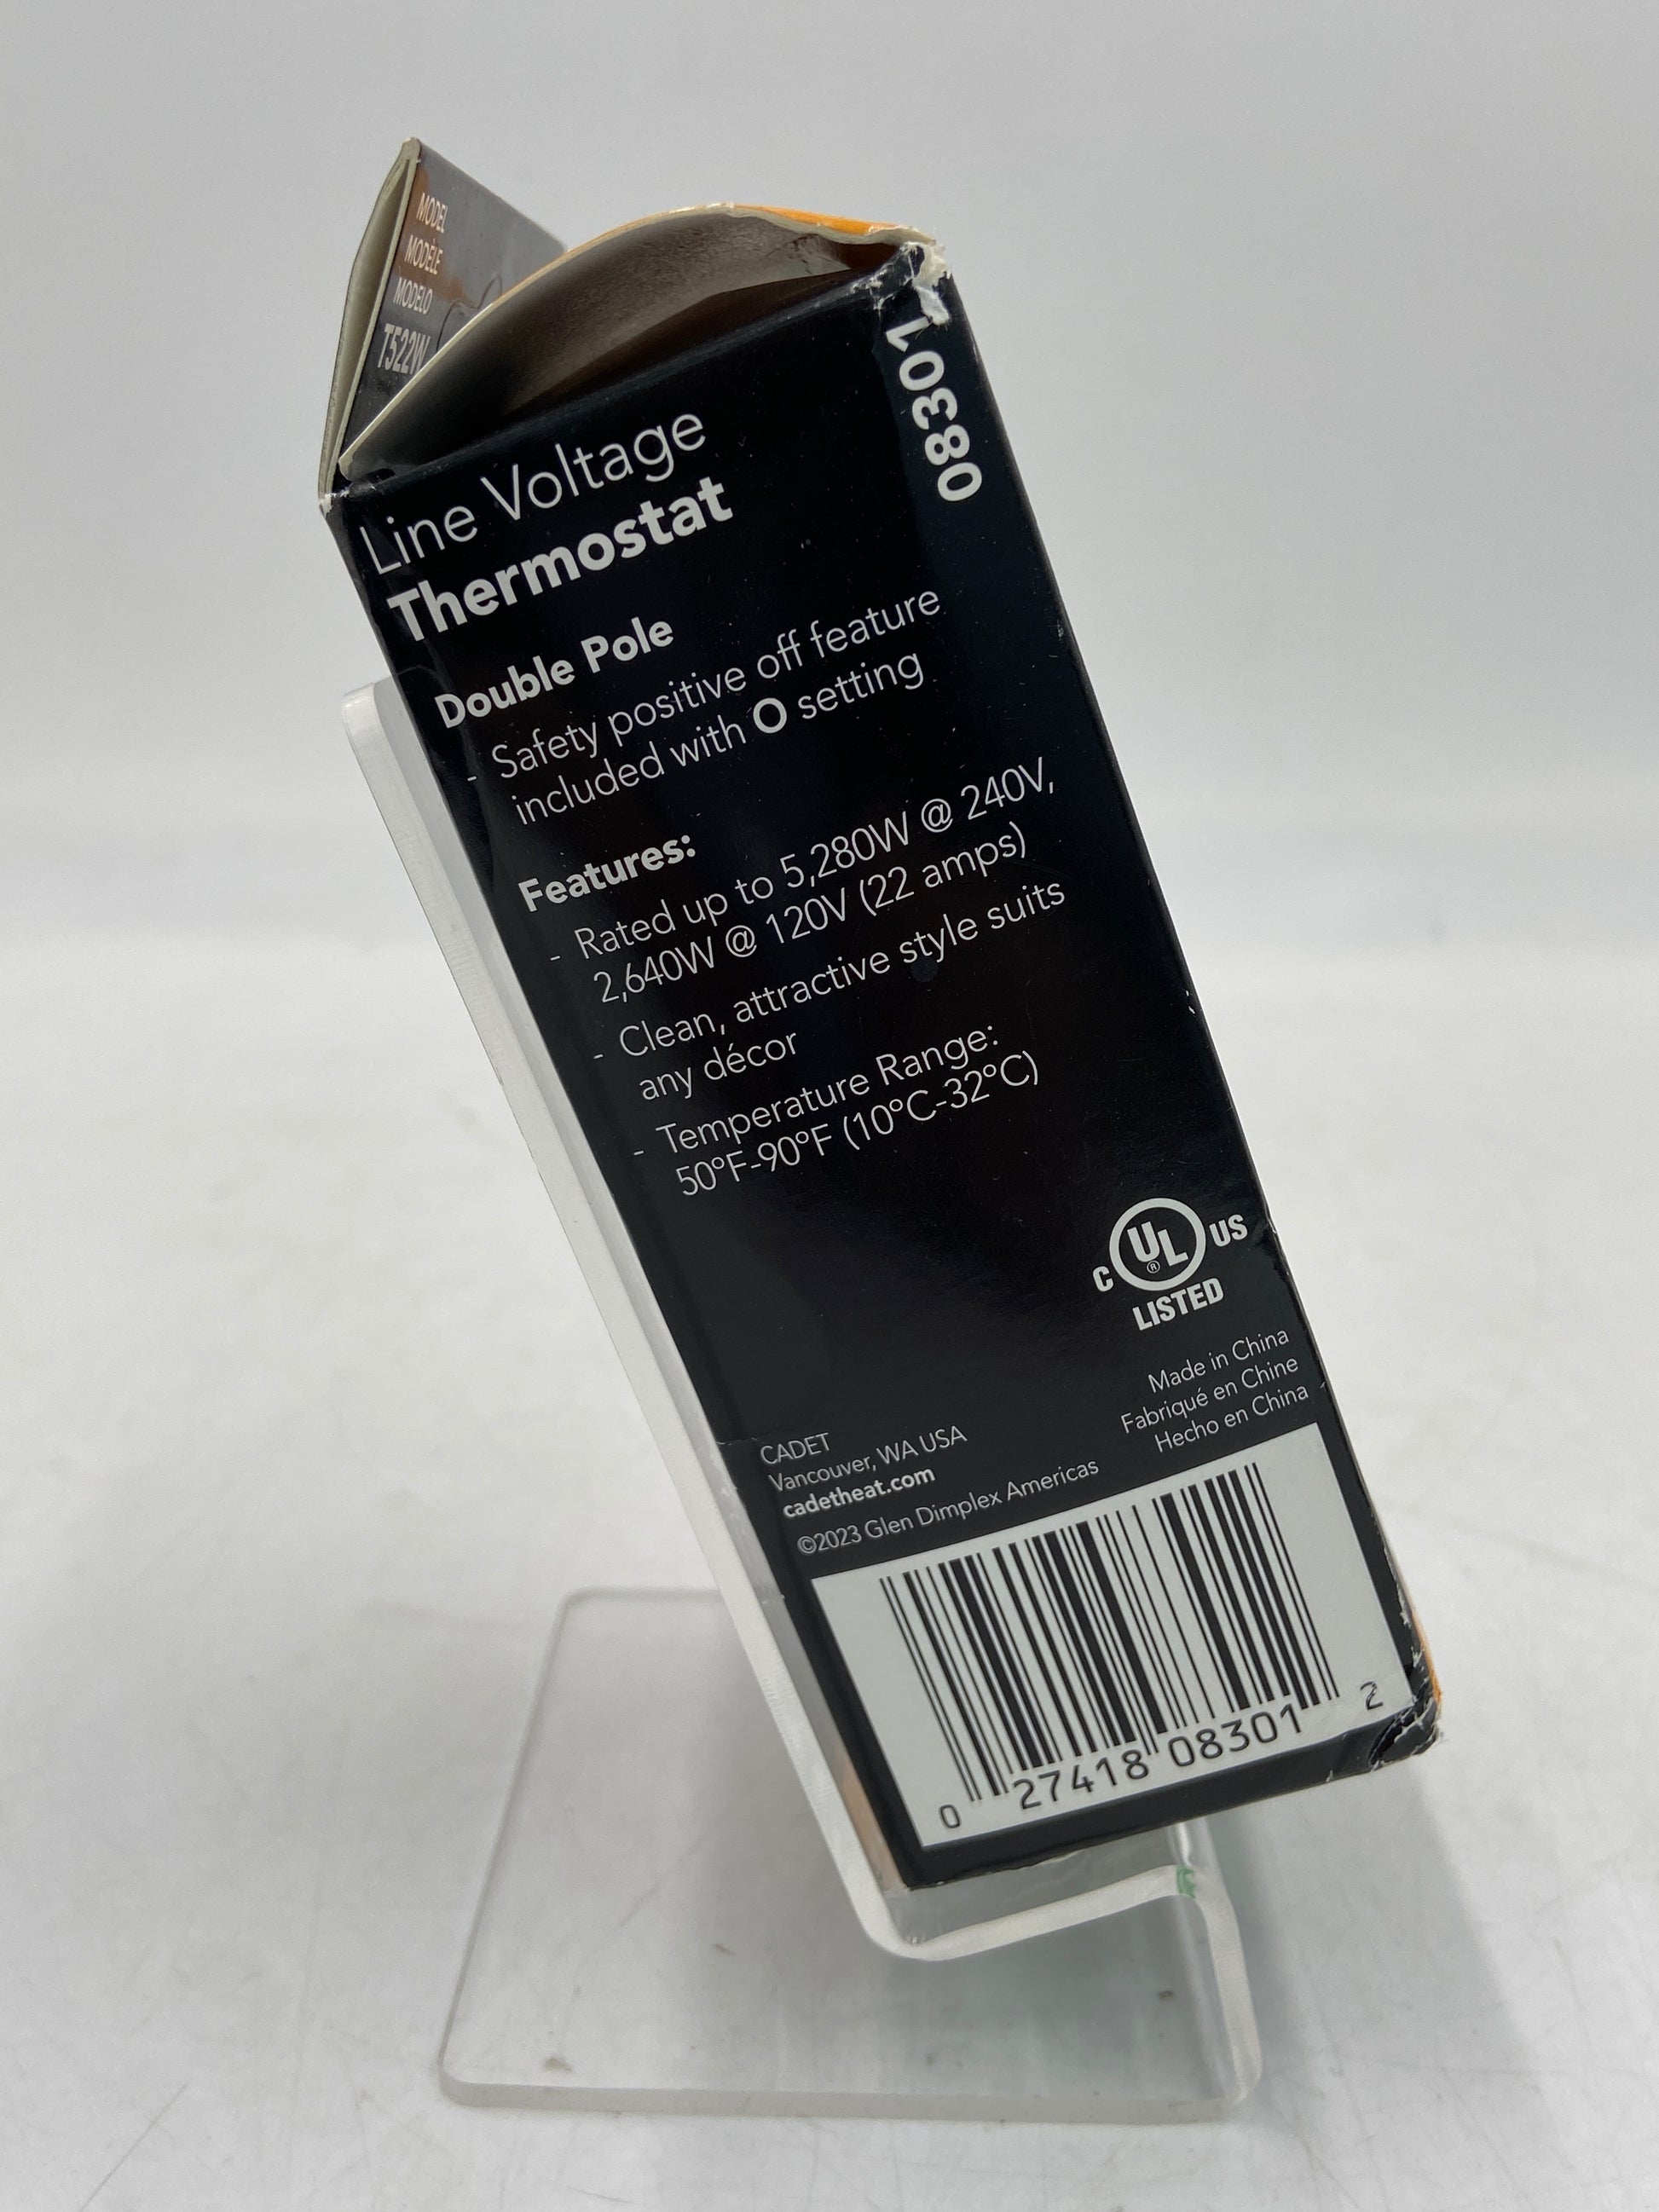 MODEL
MODÈLE
MODELO
T522W
08301
Line Voltage
Thermostat
Double Pole
- Safety positive off feature
included with O setting
Features:
- Rated up to 5,280W @ 240V,
2,640W @ 120V (22 amps)
- Clean, attractive style suits
any décor
- Temperature Range:
50°F-90°F (10°C-32°C)
C UL® US
LISTED
Made in China
Fabriqué en Chine
Hecho en China
CADET
Vancouver, WA USA
cadetheat.com
©2023 Glen Dimplex Americas
0 27418 08301 2